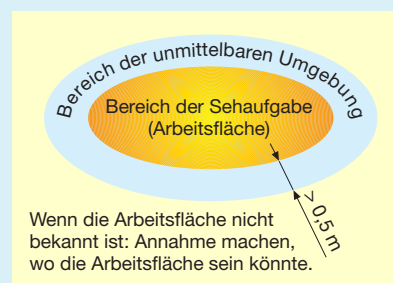 Bereich der unmittelbaren Umgebung
Bereich der Sehaufgabe
(Arbeitsfläche)
> 0,5 m
Wenn die Arbeitsfläche nicht
bekannt ist: Annahme machen,
wo die Arbeitsfläche sein könnte.